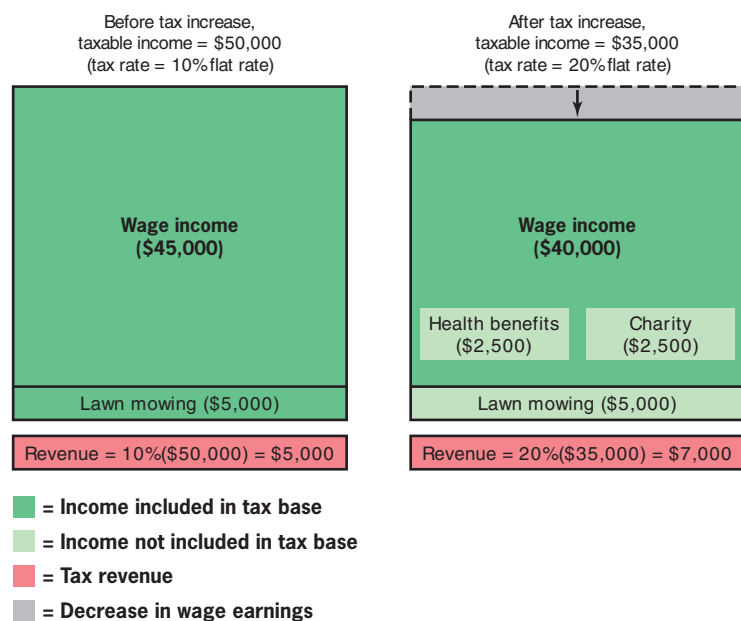 Before tax increase,
taxable income = $50,000
(tax rate = 10% flat rate)
Wage income
($45,000)
Lawn mowing ($5,000)
Revenue = 10%($50,000) = $5,000
After tax increase,
taxable income = $35,000
(tax rate = 20% flat rate)
Wage income
($40,000)
Health benefits
($2,500)
Charity
($2,500)
Lawn mowing ($5,000)
Revenue = 20%($35,000) = $7,000
= Income included in tax base
= Income not included in tax base
= Tax revenue
= Decrease in wage earnings